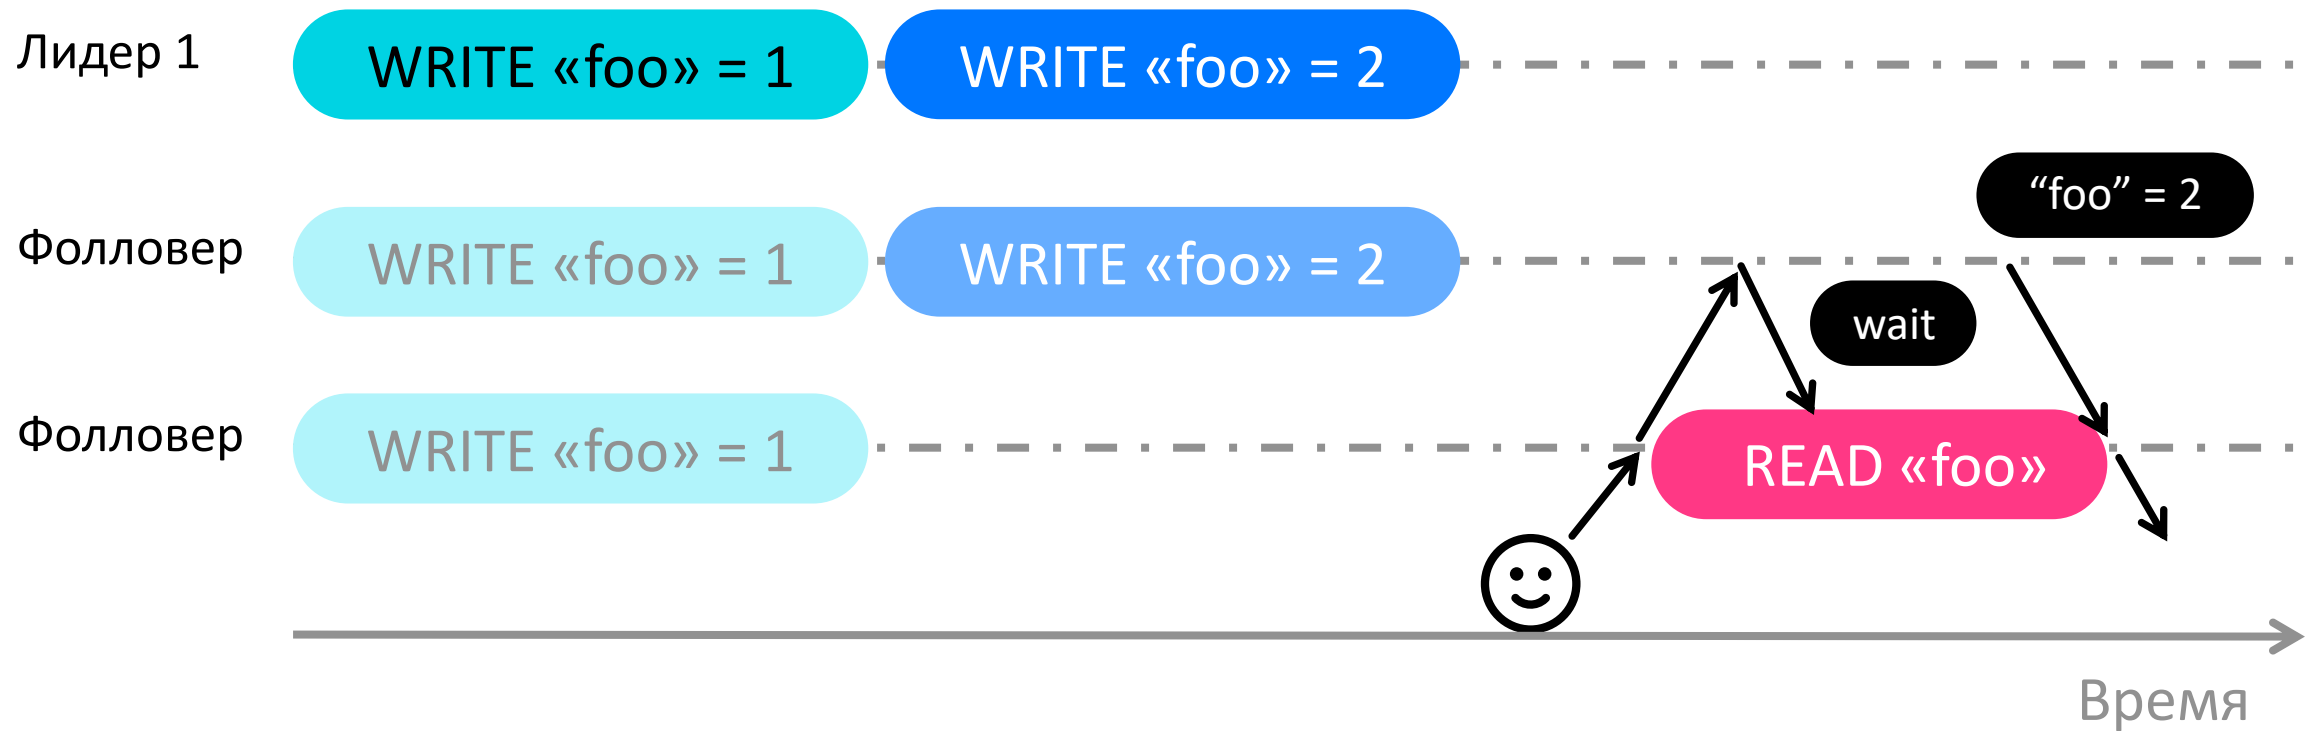 Лидер 1
WRITE «foo» = 1
WRITE «foo» = 2
“foo” = 2
Фолловер
WRITE «foo» = 1
WRITE «foo» = 2
wait
Фолловер
WRITE «foo» = 1
READ «foo»
Время